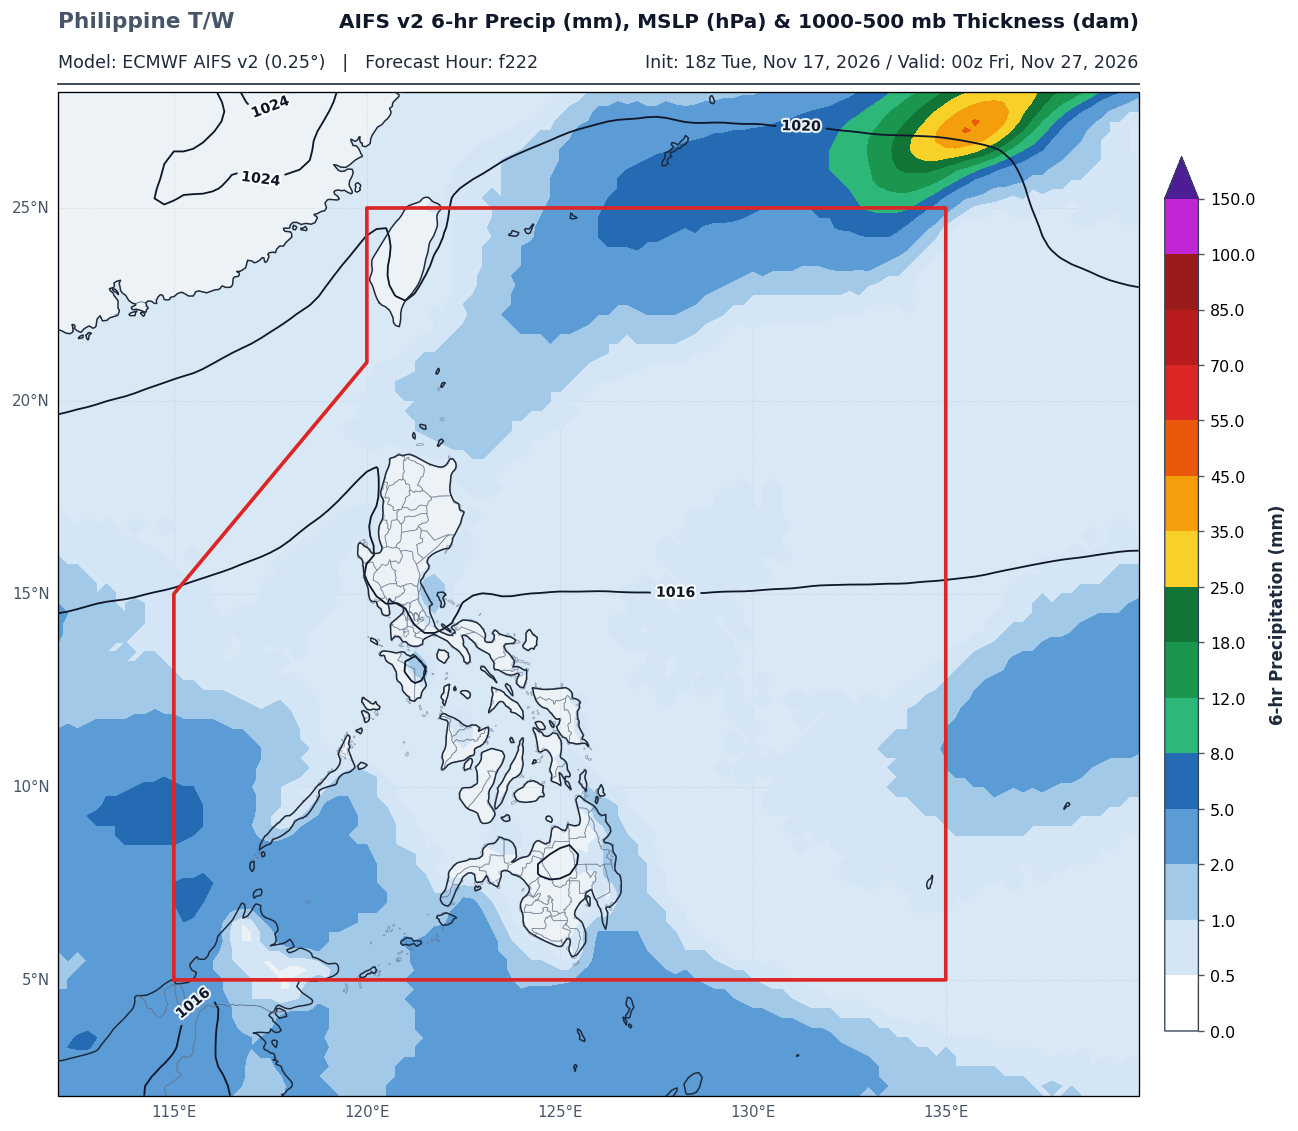 Philippine T/W
AIFS v2 6-hr Precip (mm), MSLP (hPa) & 1000-500 mb Thickness (dam)
Model: ECMWF AIFS v2 (0.25°)   |   Forecast Hour: f222
Init: 18z Tue, Nov 17, 2026 / Valid: 00z Fri, Nov 27, 2026
1024
1020
1024
1016
1016
25°N
20°N
15°N
10°N
5°N
115°E
120°E
125°E
130°E
135°E
150.0
100.0
85.0
70.0
55.0
45.0
35.0
25.0
18.0
12.0
8.0
5.0
2.0
1.0
0.5
0.0
6-hr Precipitation (mm)